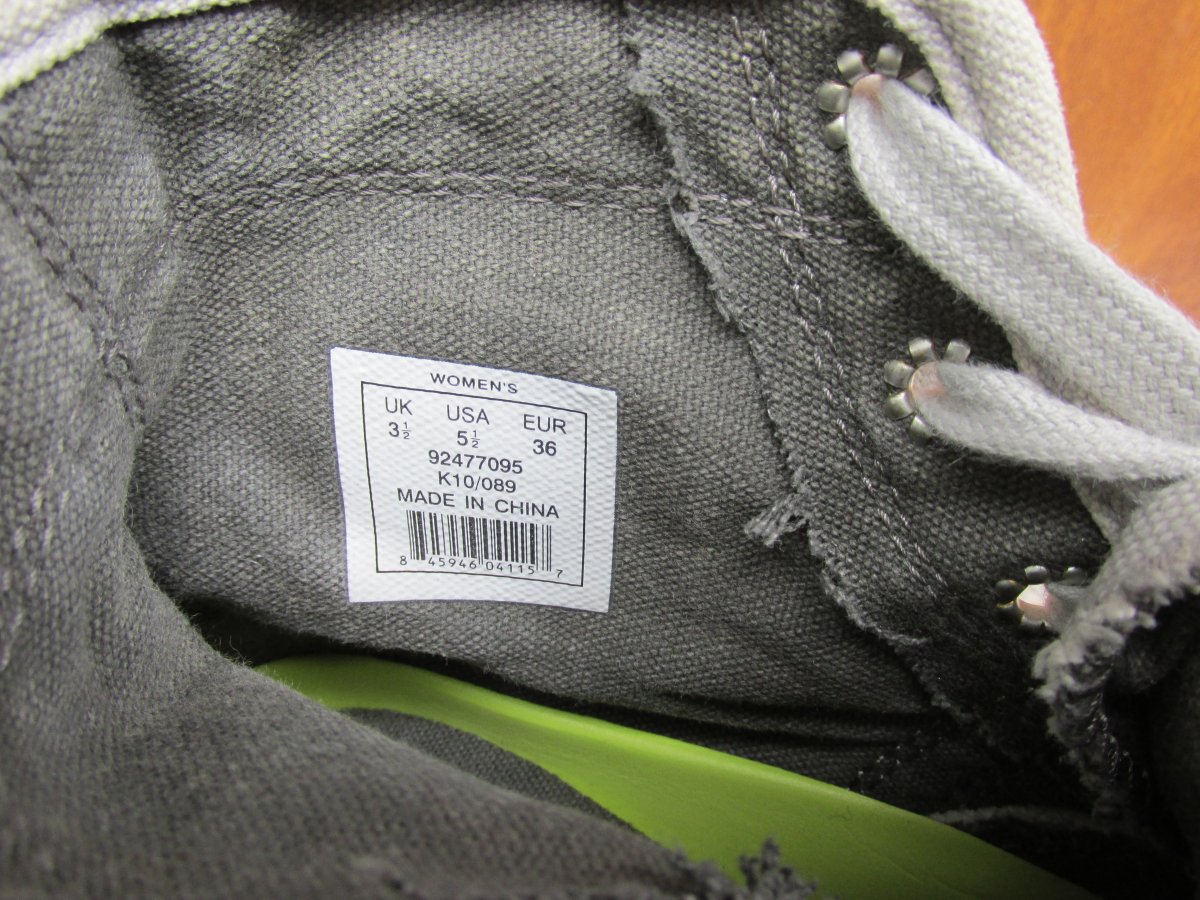 WOMEN'S
UK USA EUR
3½ 5½ 36
92477095
K10/089
MADE IN CHINA
8 45946 04115 7